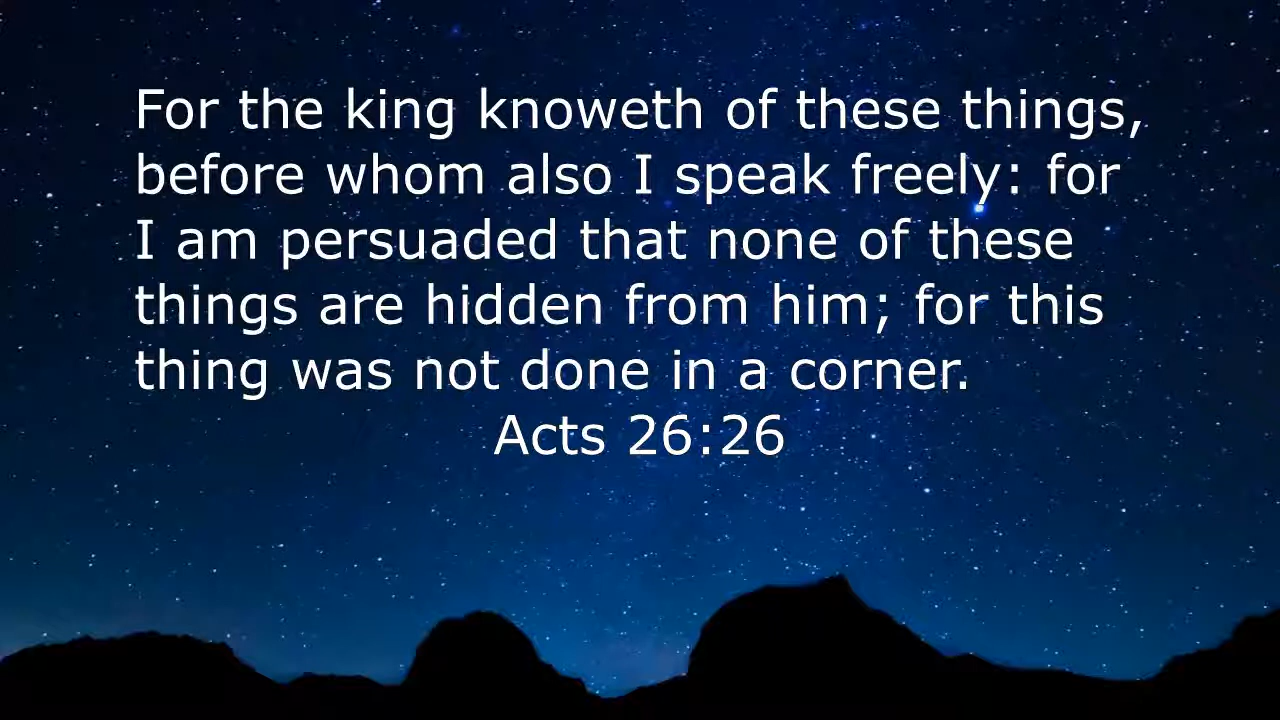 For the king knoweth of these things,
before whom also I speak freely: for
I am persuaded that none of these
things are hidden from him; for this
thing was not done in a corner.
Acts 26:26